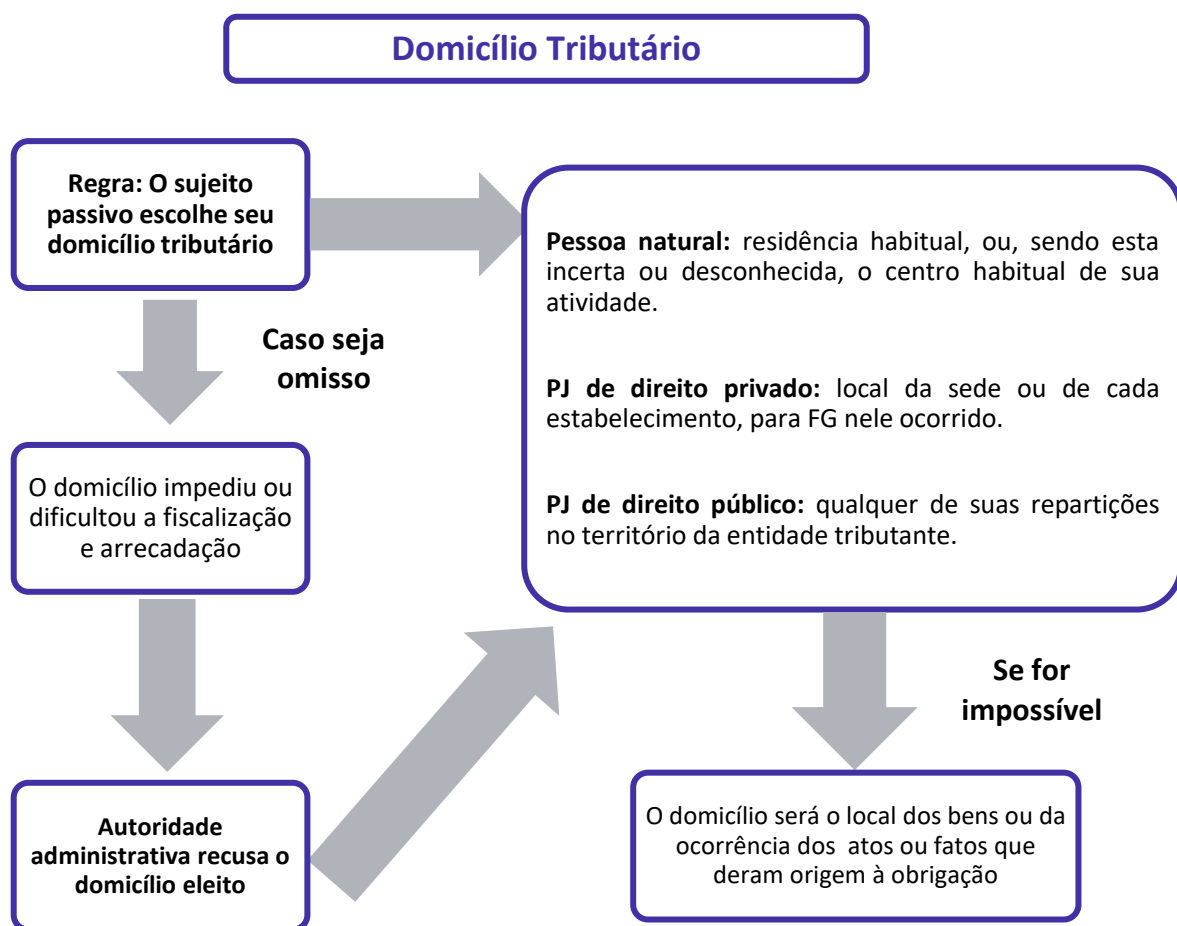 Domicílio Tributário
Regra: O sujeito
passivo escolhe seu
domicílio tributário
Caso seja
omisso
Pessoa natural: residência habitual, ou, sendo esta
incerta ou desconhecida, o centro habitual de sua
atividade.
PJ de direito privado: local da sede ou de cada
estabelecimento, para FG nele ocorrido.
PJ de direito público: qualquer de suas repartições
no território da entidade tributante.
O domicílio impediu ou
dificultou a fiscalização
e arrecadação
Se for
impossível
Autoridade
administrativa recusa o
domicílio eleito
O domicílio será o local dos bens ou da
ocorrência dos atos ou fatos que
deram origem à obrigação